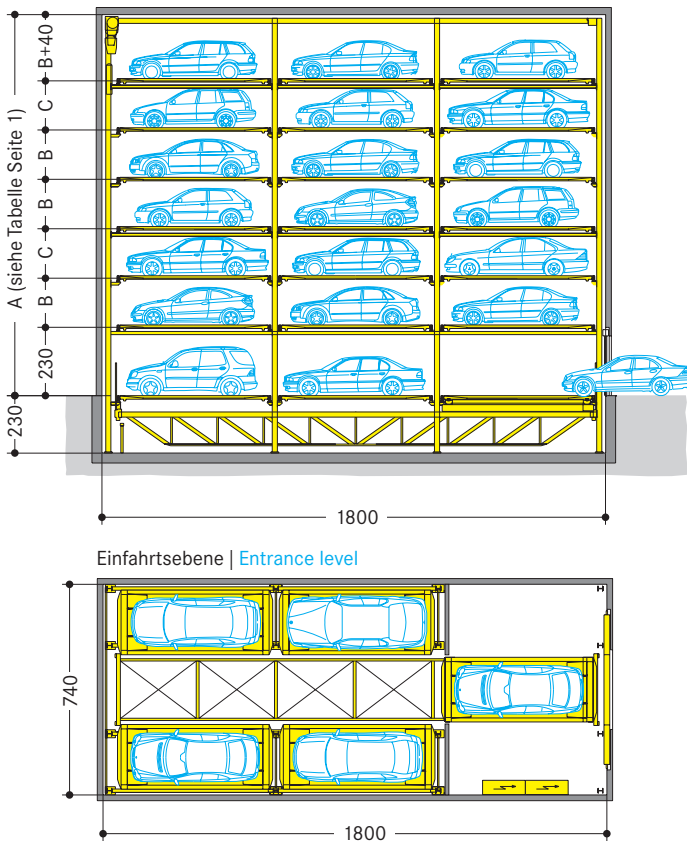 B+40
C
B
B
C
B
230
A (siehe Tabelle Seite 1)
230
1800
Einfahrtsebene | Entrance level
740
1800